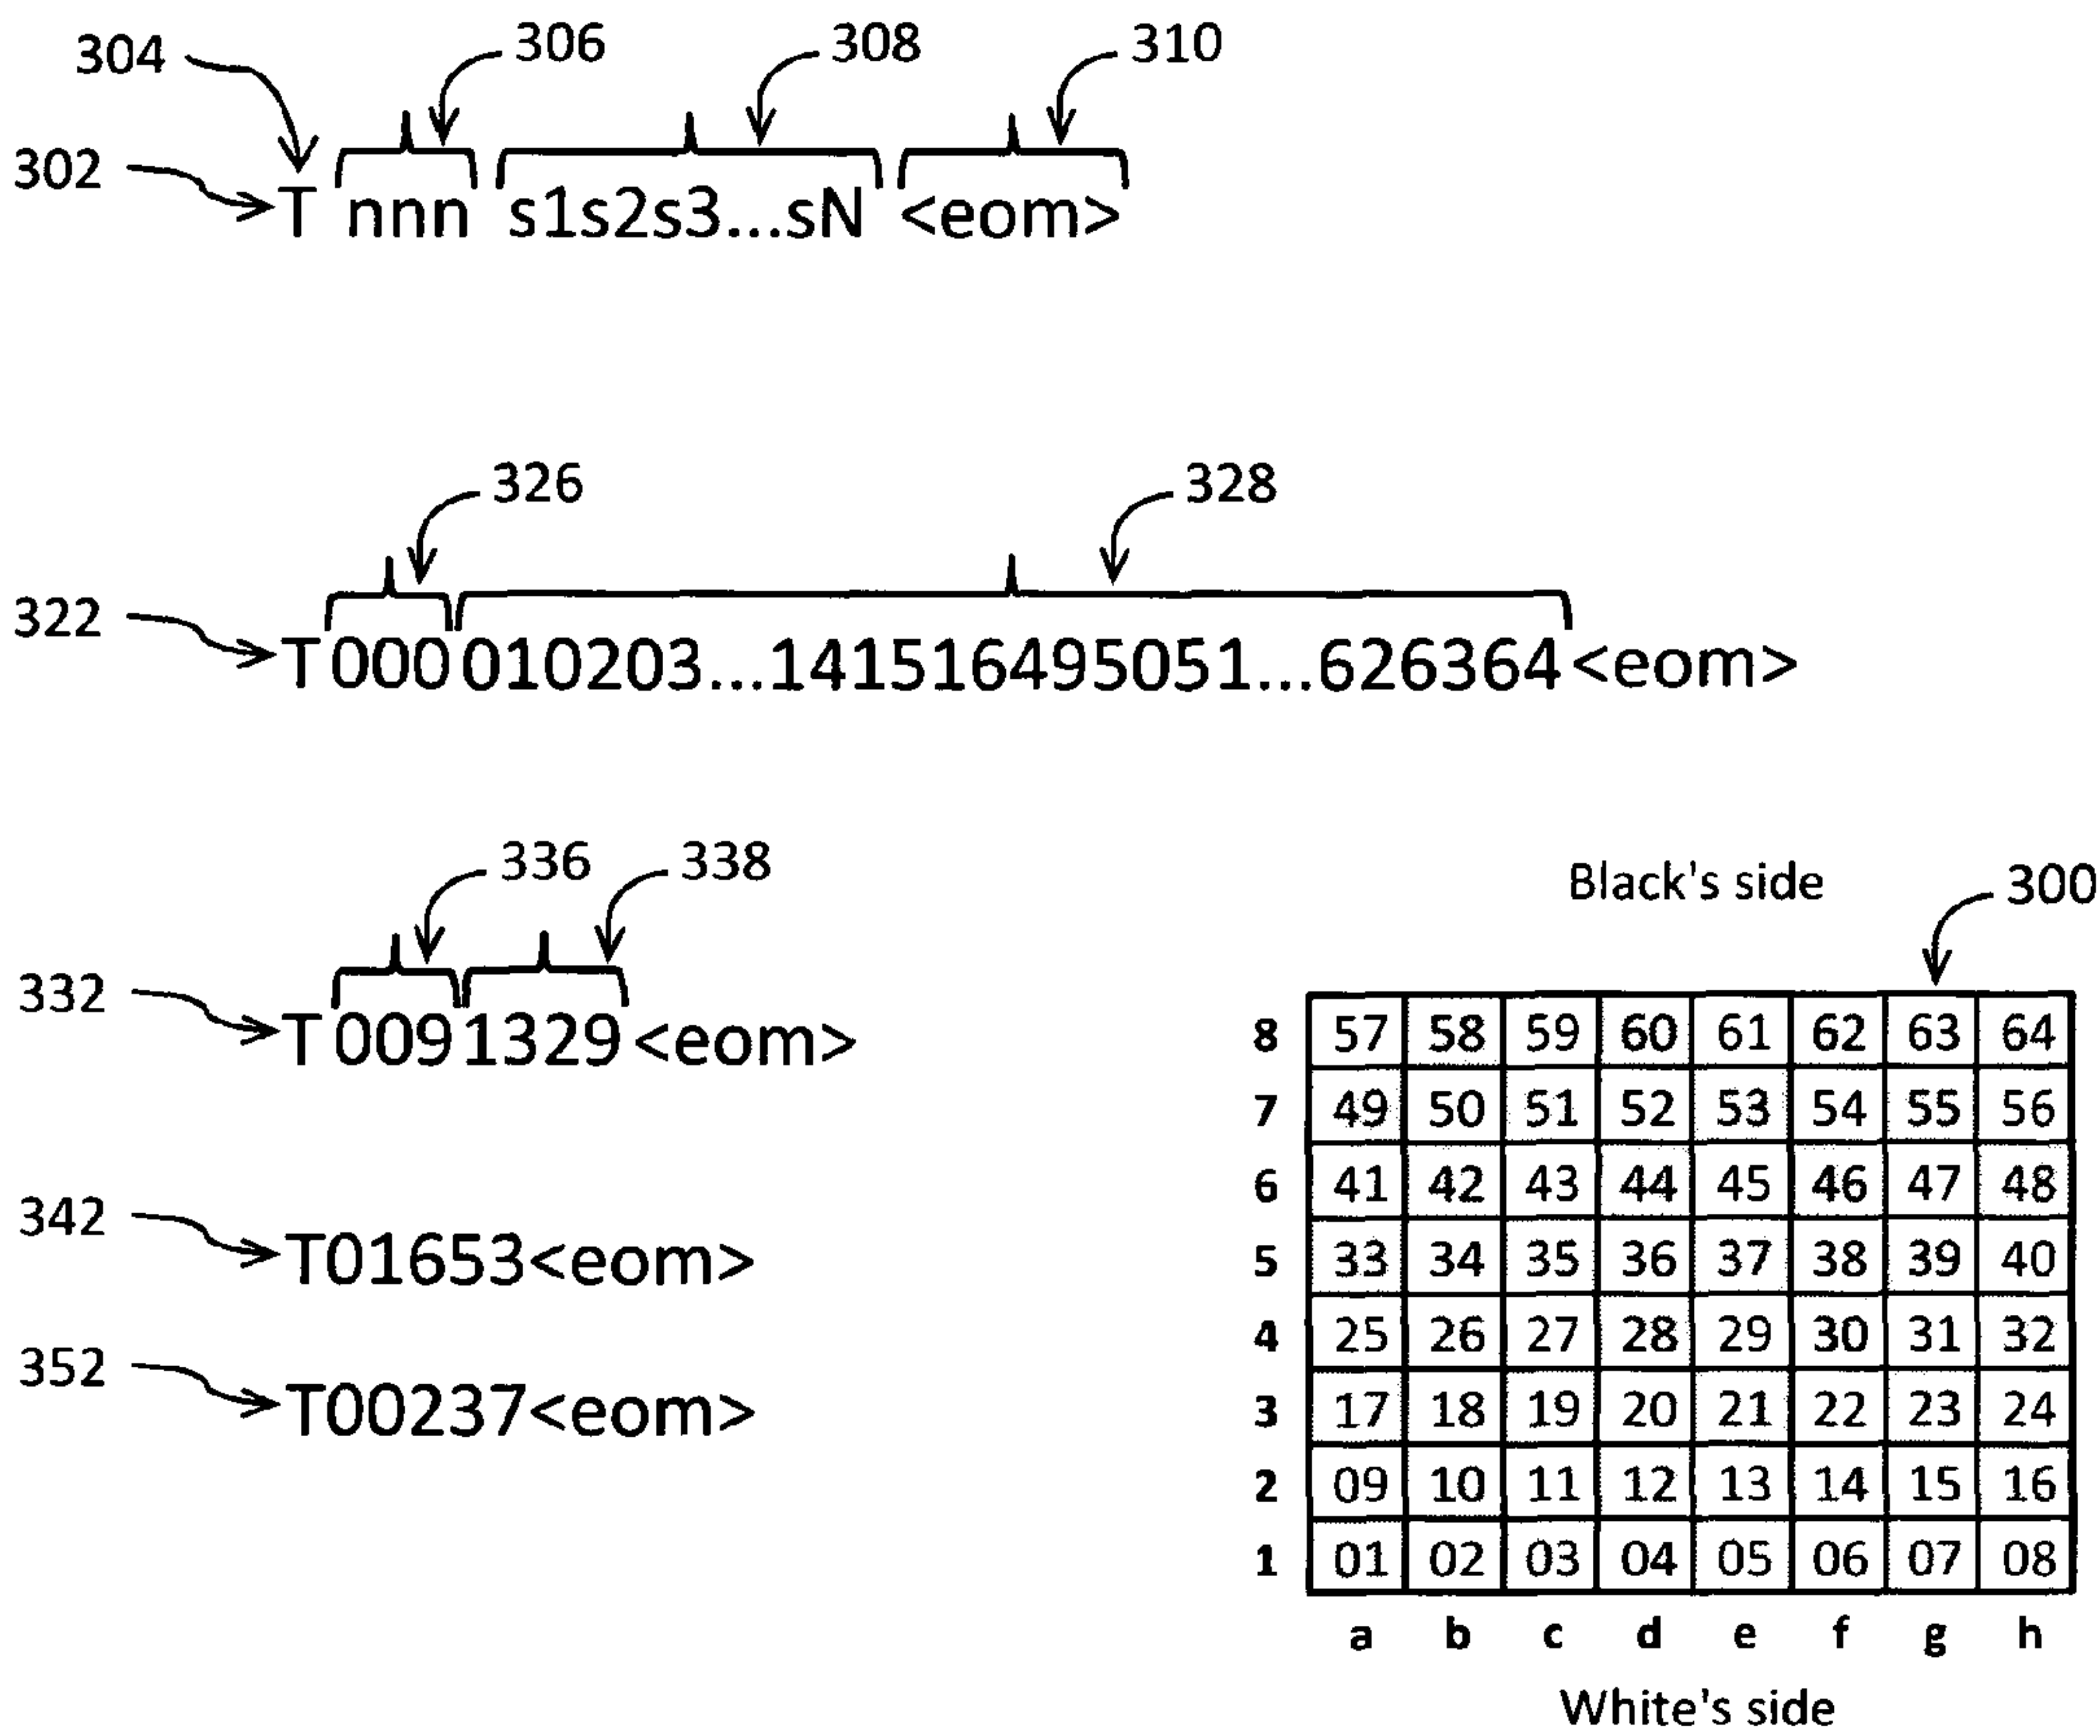 304 306 308 310
302 T nnn s1s2s3...sN <eom>
326 328
322 T000010203...141516495051...626364<eom>
336 338
332 T0091329<eom>
342 T01653<eom>
352 T00237<eom>
Black's side 300
8 57 58 59 60 61 62 63 64
7 49 50 51 52 53 54 55 56
6 41 42 43 44 45 46 47 48
5 33 34 35 36 37 38 39 40
4 25 26 27 28 29 30 31 32
3 17 18 19 20 21 22 23 24
2 09 10 11 12 13 14 15 16
1 01 02 03 04 05 06 07 08
a b c d e f g h
White's side